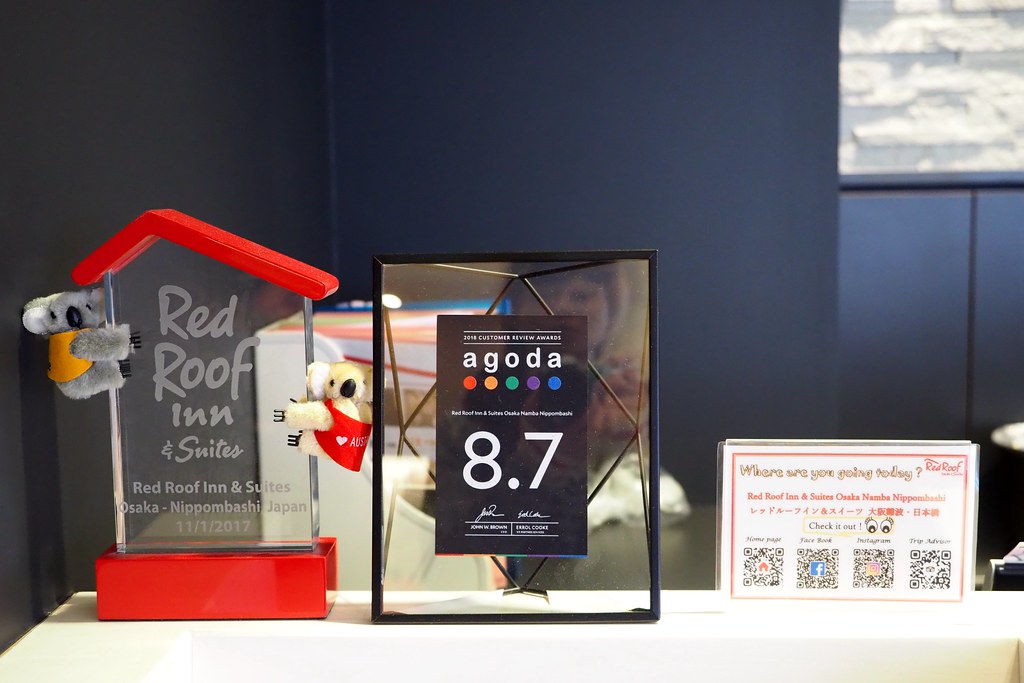 Red
Roof
Inn
& Suites
Red Roof Inn & Suites
Osaka - Nippombashi Japan
11/1/2017
AUST
2018 CUSTOMER REVIEW AWARDS
agoda
Red Roof Inn & Suites Osaka Namba Nippombashi
8.7
JOHN W. BROWN
ERROL COOKE
Where are you going today ?
Red Roof
Red Roof Inn & Suites Osaka Namba Nippombashi
レッドルーフイン＆スイーツ 大阪難波・日本橋
Check it out !
Home page
Face Book
Instagram
Trip Advisor